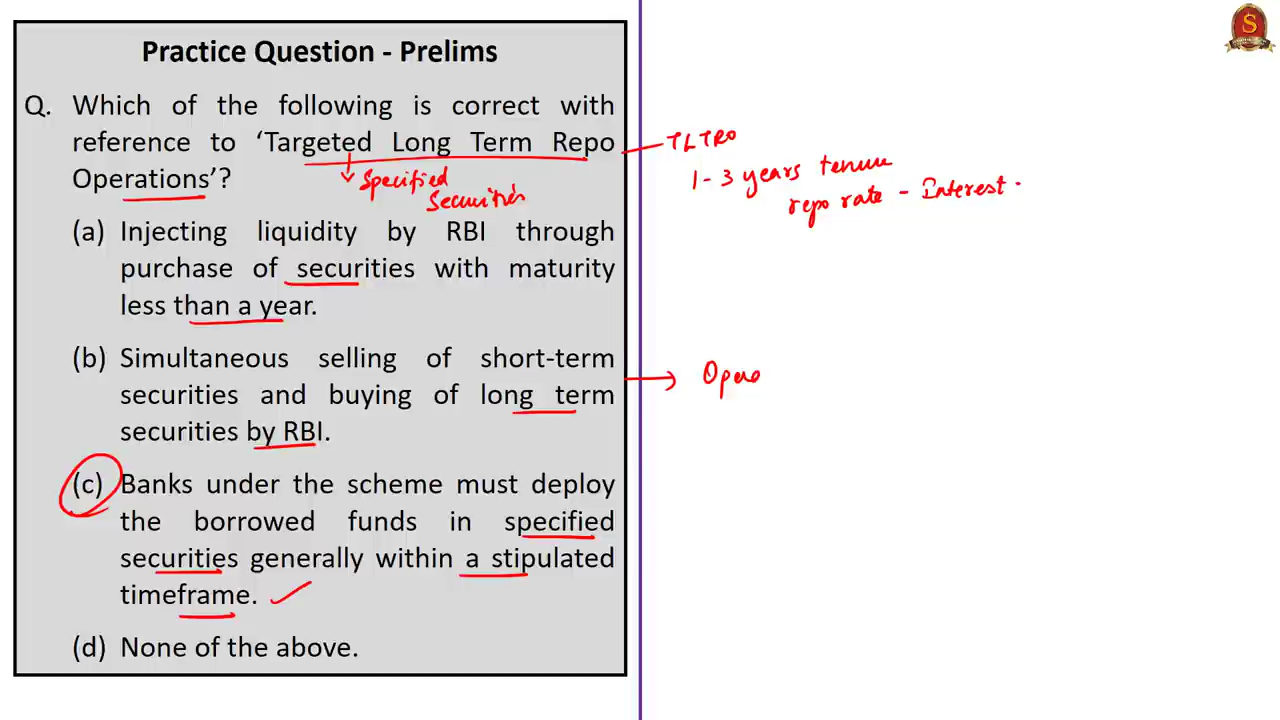 Practice Question - Prelims
Q. Which of the following is correct with
reference to ‘Targeted Long Term Repo
Operations’?
Specified
Securities
(a) Injecting liquidity by RBI through
purchase of securities with maturity
less than a year.
(b) Simultaneous selling of short-term
securities and buying of long term
securities by RBI.
(c) Banks under the scheme must deploy
the borrowed funds in specified
securities generally within a stipulated
timeframe.
(d) None of the above.
TLTRO
1-3 years tenure
repo rate - Interest.
Opera
S